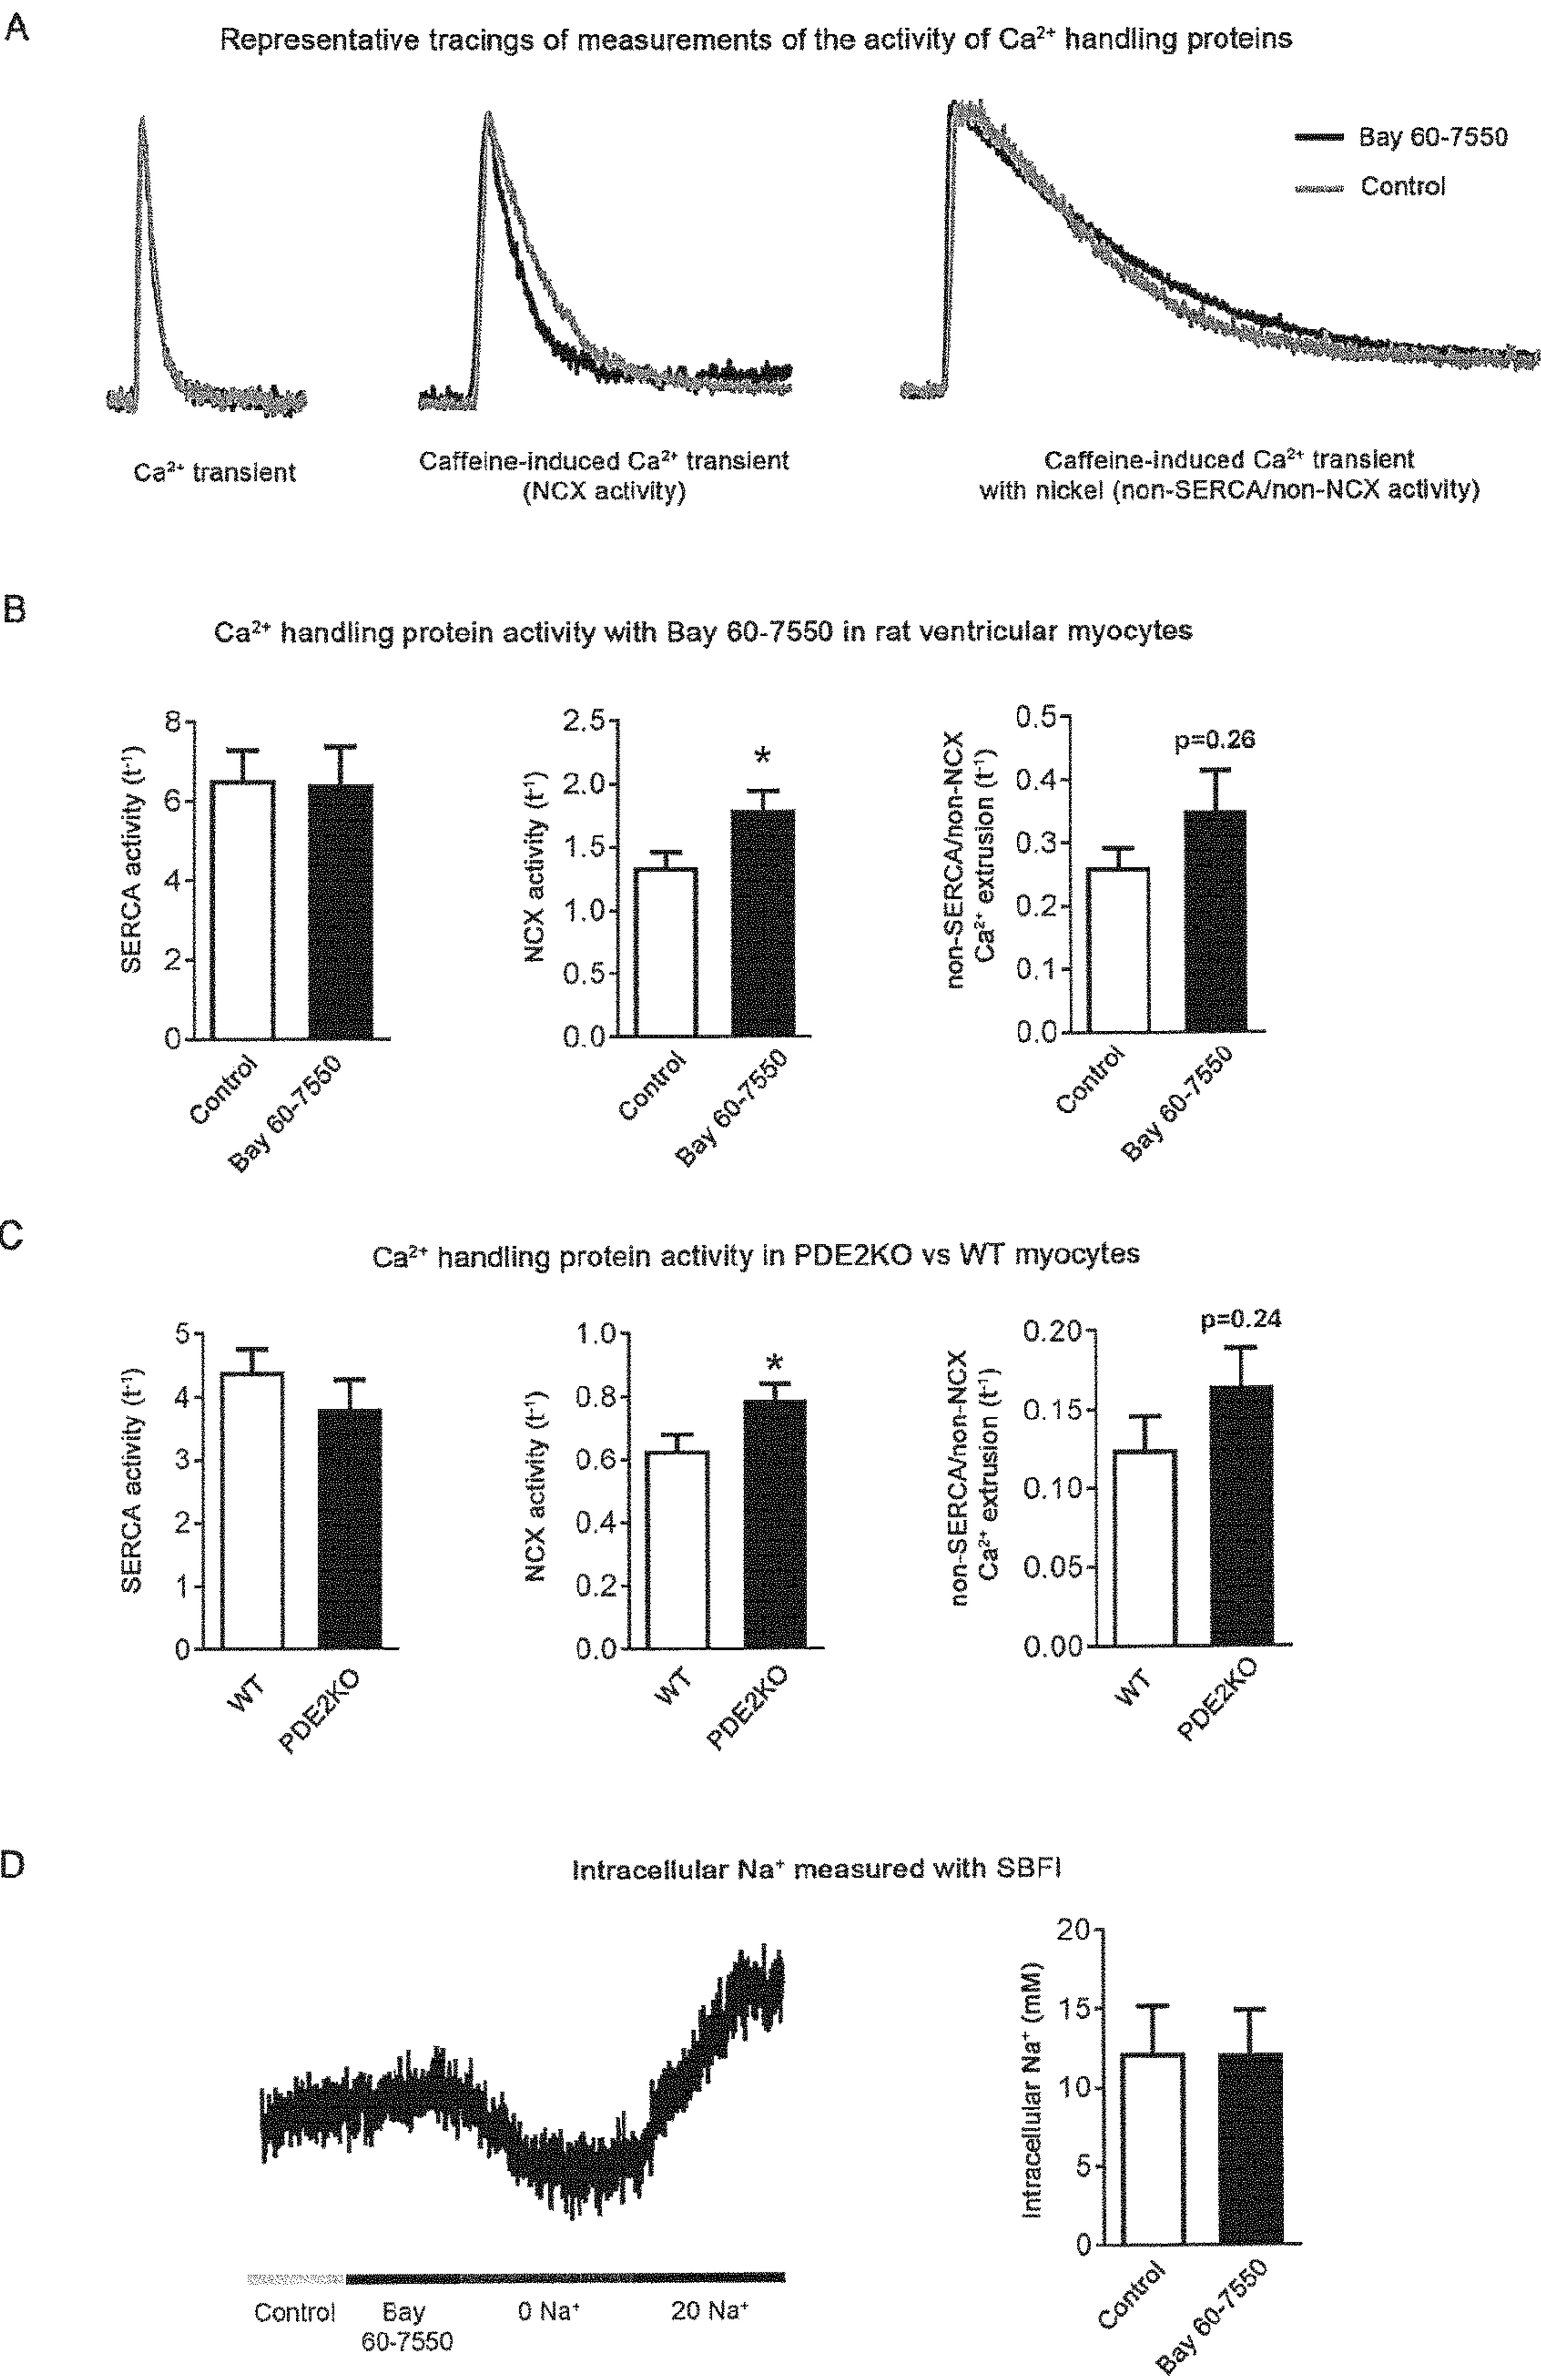 A
Representative tracings of measurements of the activity of Ca²⁺ handling proteins
Bay 60-7550
Control
Ca²⁺ transient
Caffeine-induced Ca²⁺ transient
(NCX activity)
Caffeine-induced Ca²⁺ transient
with nickel (non-SERCA/non-NCX activity)
B
Ca²⁺ handling protein activity with Bay 60-7550 in rat ventricular myocytes
SERCA activity (t⁻¹)
8
6
4
2
0
Control
Bay 60-7550
NCX activity (t⁻¹)
2.5
2.0
1.5
1.0
0.5
0.0
*
Control
Bay 60-7550
non-SERCA/non-NCX
Ca²⁺ extrusion (t⁻¹)
0.5
0.4
0.3
0.2
0.1
0.0
p=0.26
Control
Bay 60-7550
C
Ca²⁺ handling protein activity in PDE2KO vs WT myocytes
SERCA activity (t⁻¹)
5
4
3
2
1
0
WT
PDE2KO
NCX activity (t⁻¹)
1.0
0.8
0.6
0.4
0.2
0.0
*
WT
PDE2KO
non-SERCA/non-NCX
Ca²⁺ extrusion (t⁻¹)
0.20
0.15
0.10
0.05
0.00
p=0.24
WT
PDE2KO
D
Intracellular Na⁺ measured with SBFI
Control
Bay
60-7550
0 Na⁺
20 Na⁺
Intracellular Na⁺ (mM)
20
15
10
5
0
Control
Bay 60-7550